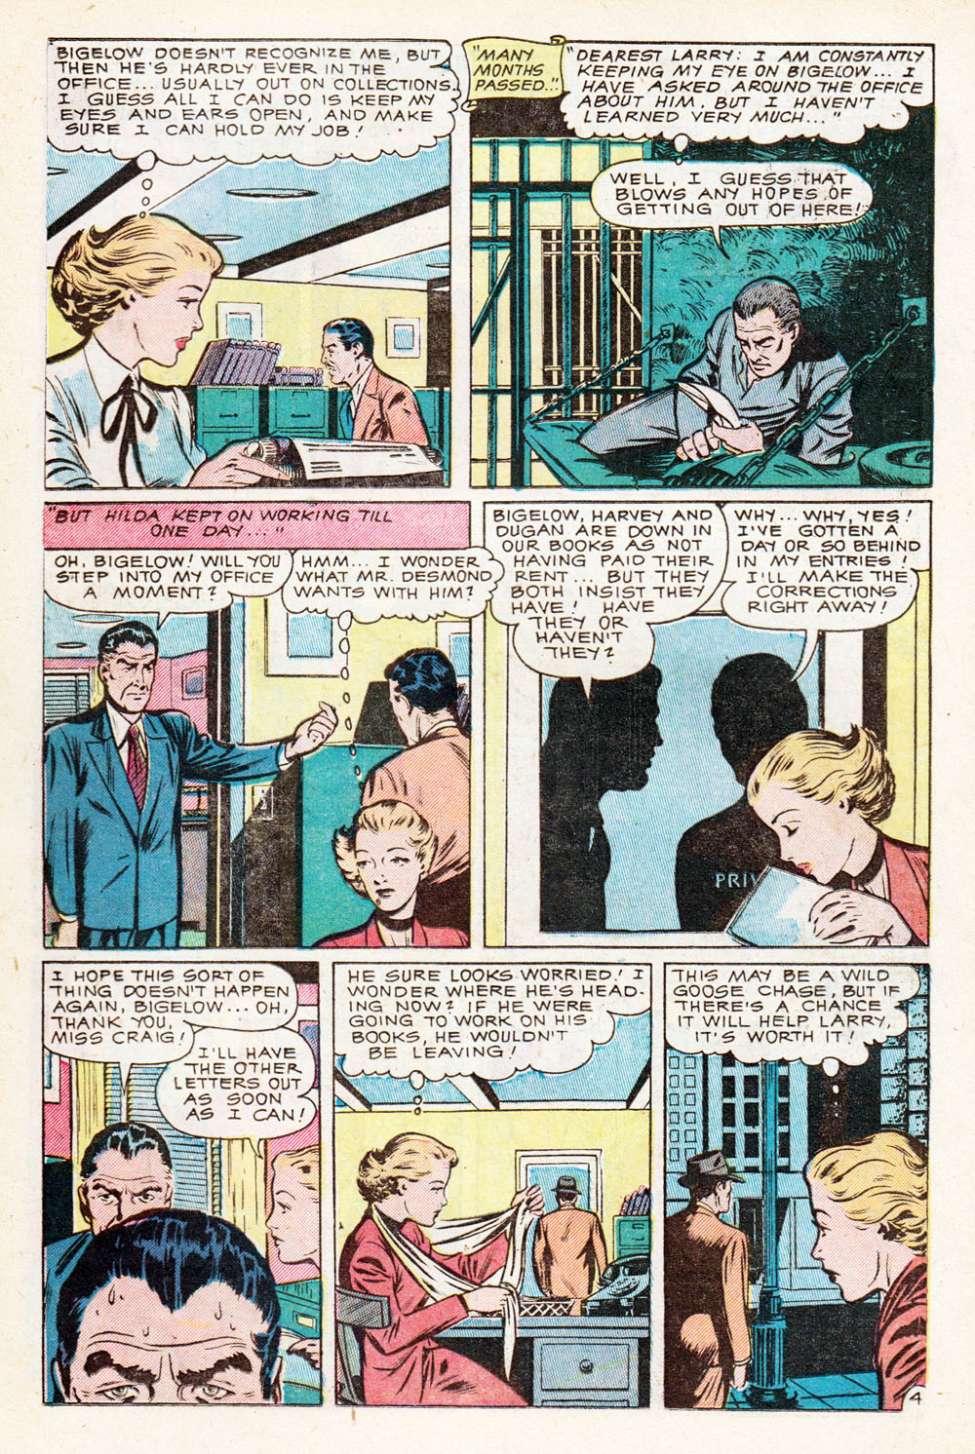 BIGELOW DOESN'T RECOGNIZE ME, BUT
THEN HE'S HARDLY EVER IN THE
OFFICE... USUALLY OUT ON COLLECTIONS.
I GUESS ALL I CAN DO IS KEEP MY
EYES AND EARS OPEN, AND MAKE
SURE I CAN HOLD MY JOB!
"MANY
MONTHS
PASSED..."
"DEAREST LARRY: I AM CONSTANTLY
KEEPING MY EYE ON BIGELOW... I
HAVE ASKED AROUND THE OFFICE
ABOUT HIM, BUT I HAVEN'T
LEARNED VERY MUCH..."
WELL, I GUESS THAT
BLOWS ANY HOPES OF
GETTING OUT OF HERE!
"BUT HILDA KEPT ON WORKING TILL
ONE DAY..."
OH, BIGELOW! WILL YOU
STEP INTO MY OFFICE
A MOMENT?
HMM... I WONDER
WHAT MR. DESMOND
WANTS WITH HIM?
BIGELOW, HARVEY AND
DUGAN ARE DOWN IN
OUR BOOKS AS NOT
HAVING PAID THEIR
RENT... BUT THEY
BOTH INSIST THEY
HAVE! HAVE
THEY OR
HAVEN'T
THEY?
WHY... WHY, YES!
I'VE GOTTEN A
DAY OR SO BEHIND
IN MY ENTRIES!
I'LL MAKE THE
CORRECTIONS
RIGHT AWAY!
PRIV
I HOPE THIS SORT OF
THING DOESN'T HAPPEN
AGAIN, BIGELOW... OH,
THANK YOU,
MISS CRAIG!
I'LL HAVE
THE OTHER
LETTERS OUT
AS SOON
AS I CAN!
HE SURE LOOKS WORRIED! I
WONDER WHERE HE'S HEAD-
ING NOW? IF HE WERE
GOING TO WORK ON HIS
BOOKS, HE WOULDN'T
BE LEAVING!
THIS MAY BE A WILD
GOOSE CHASE, BUT IF
THERE'S A CHANCE
IT WILL HELP LARRY,
IT'S WORTH IT!
4